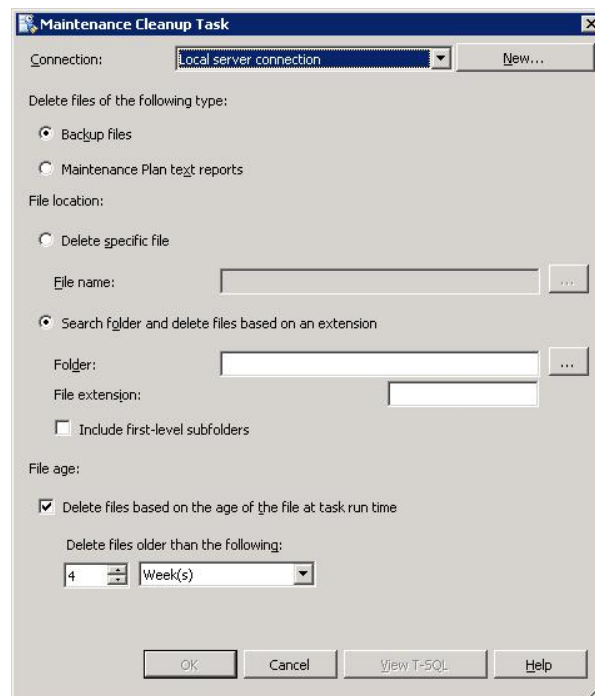 Maintenance Cleanup Task
Connection: Local server connection New...
Delete files of the following type:
Backup files
Maintenance Plan text reports
File location:
Delete specific file
File name: ...
Search folder and delete files based on an extension
Folder: ...
File extension:
Include first-level subfolders
File age:
Delete files based on the age of the file at task run time
Delete files older than the following:
4 Week(s)
OK Cancel View T-SQL Help